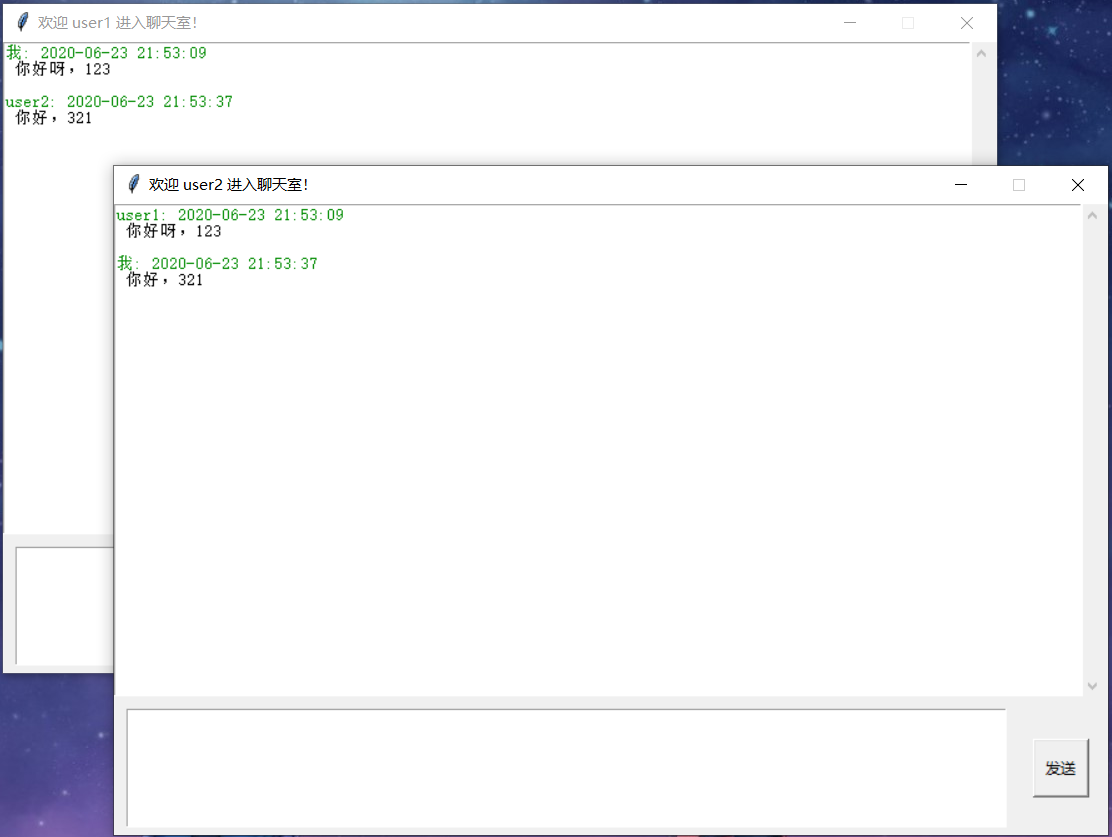 欢迎 user1 进入聊天室!
我: 2020-06-23 21:53:09
你好呀，123
user2: 2020-06-23 21:53:37
你好，321
欢迎 user2 进入聊天室!
user1: 2020-06-23 21:53:09
你好呀，123
我: 2020-06-23 21:53:37
你好，321
发送